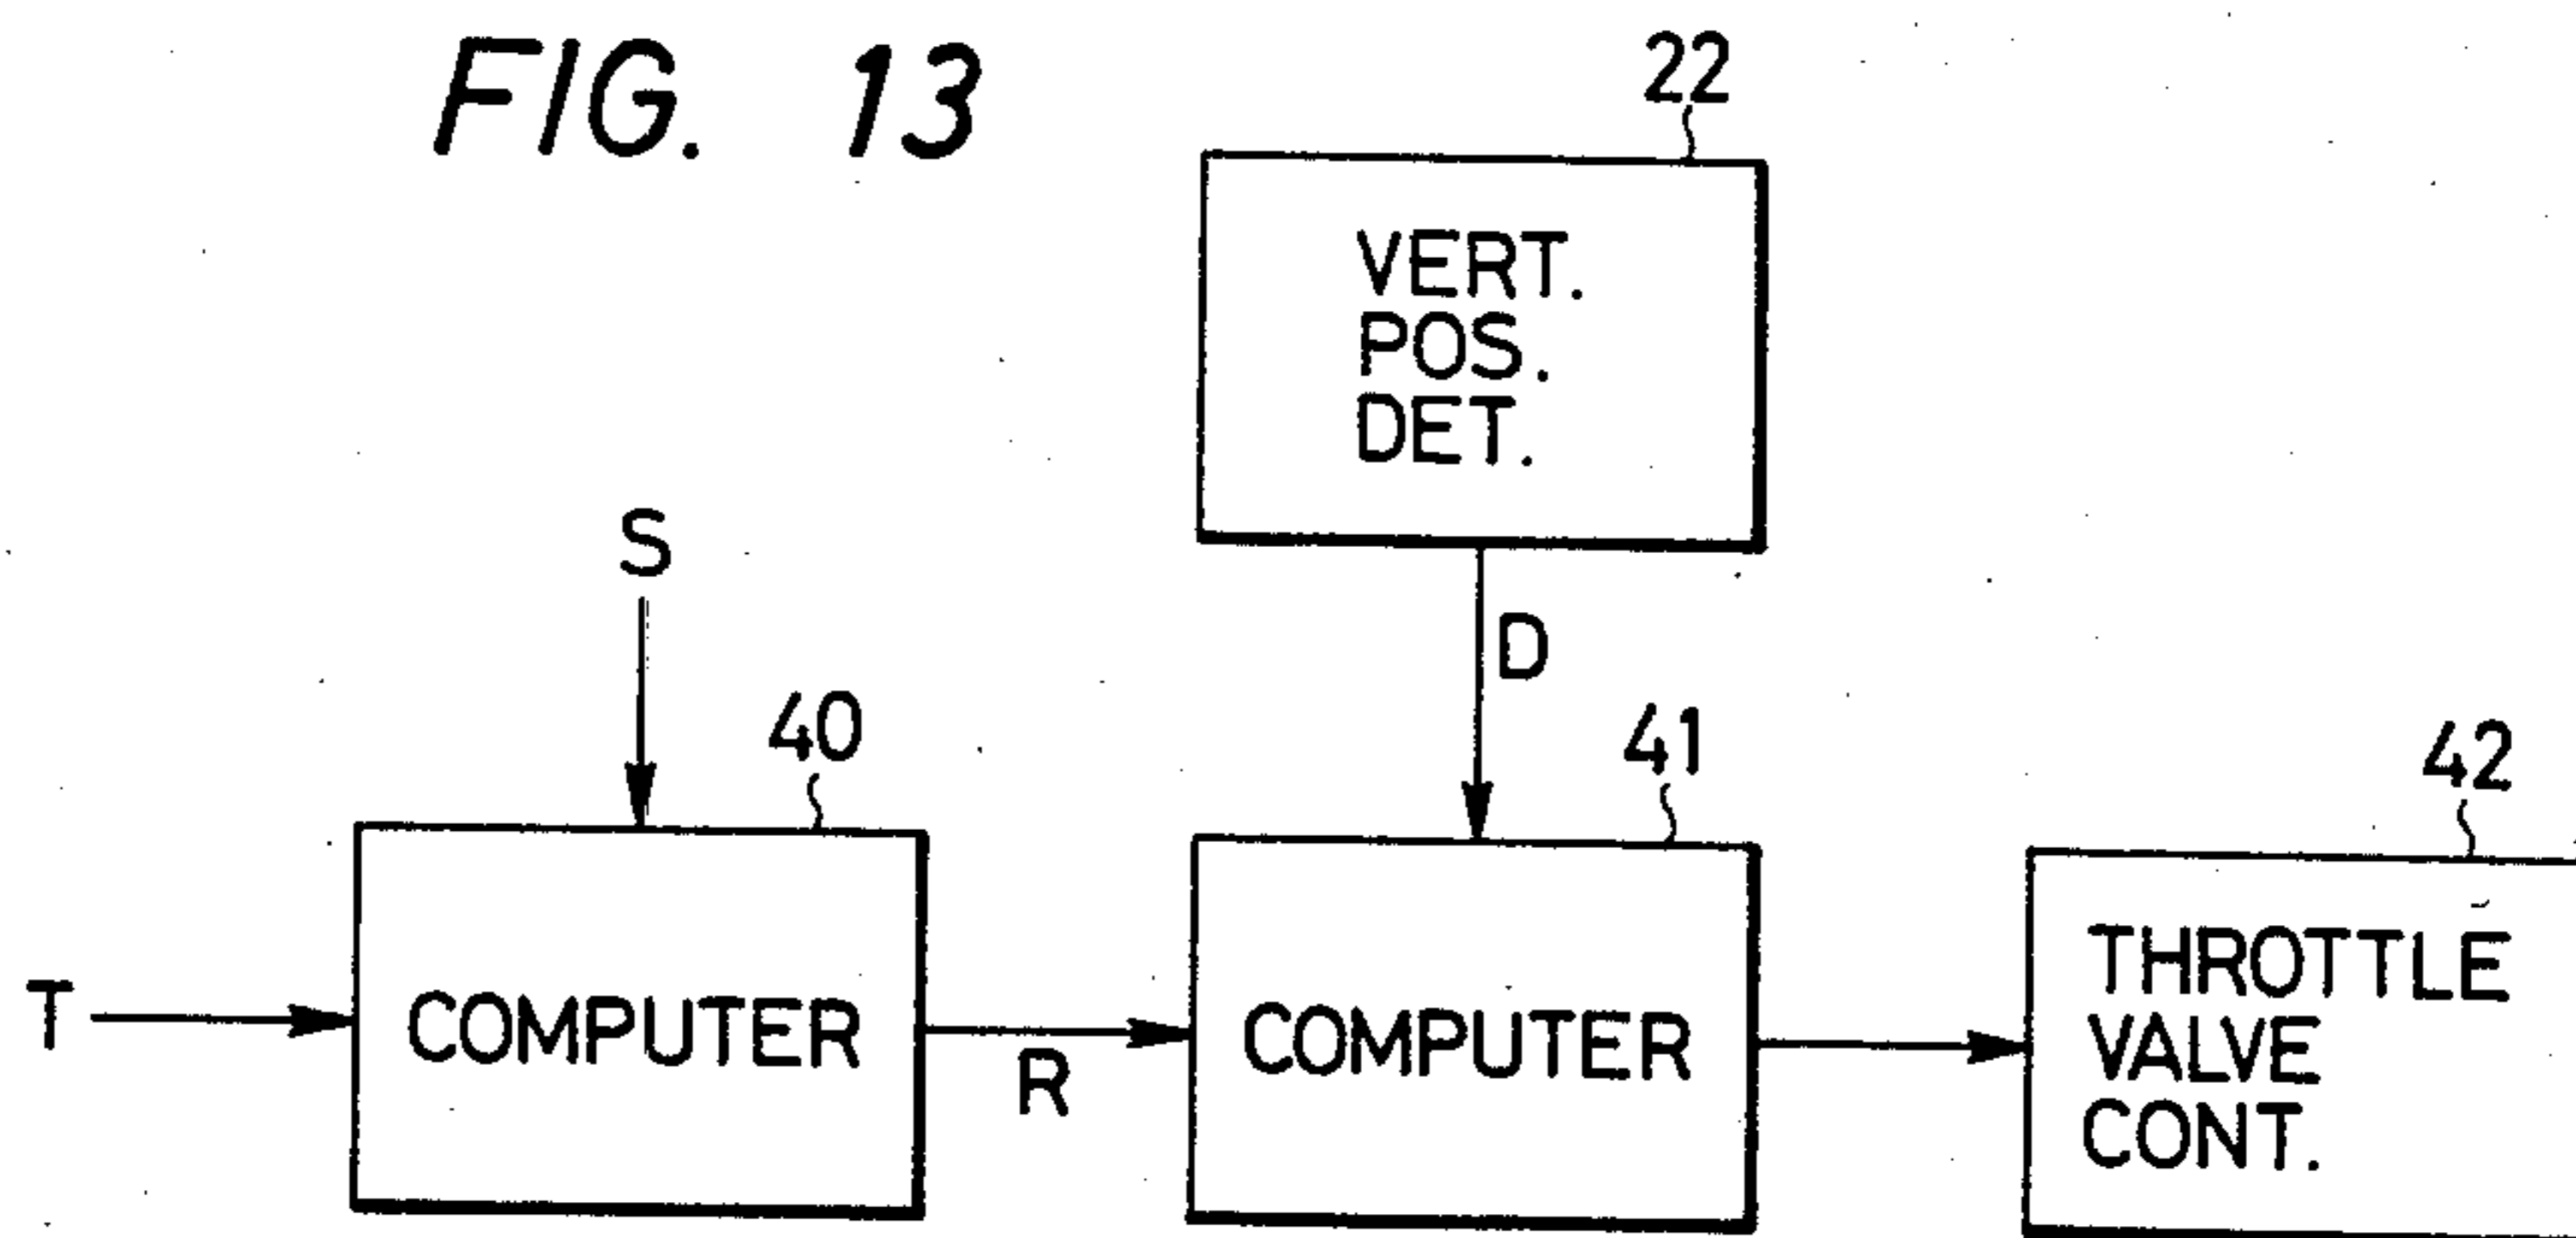 FIG. 13
22
VERT.
POS.
DET.
S
D
40
41
42
T
COMPUTER
R
COMPUTER
THROTTLE
VALVE
CONT.